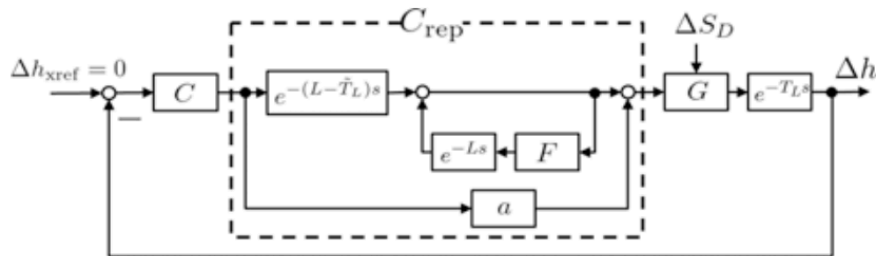 C_rep
ΔS_D
Δh_xref = 0
C
e^{-(L-T̃_L)s}
G
e^{-T_L s}
Δh
−
e^{-Ls}
F
a